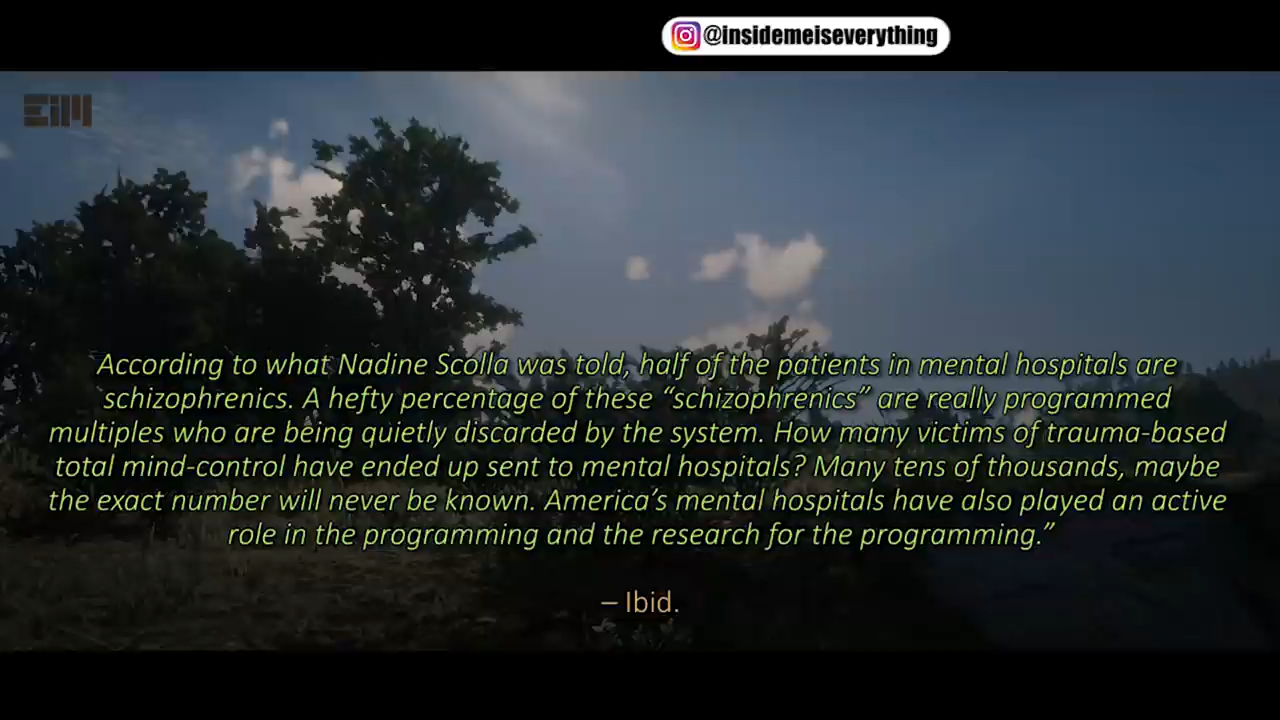 @insidemeiseverything
EiM
According to what Nadine Scolla was told, half of the patients in mental hospitals are
schizophrenics. A hefty percentage of these “schizophrenics” are really programmed
multiples who are being quietly discarded by the system. How many victims of trauma-based
total mind-control have ended up sent to mental hospitals? Many tens of thousands, maybe
the exact number will never be known. America’s mental hospitals have also played an active
role in the programming and the research for the programming.”
– Ibid.